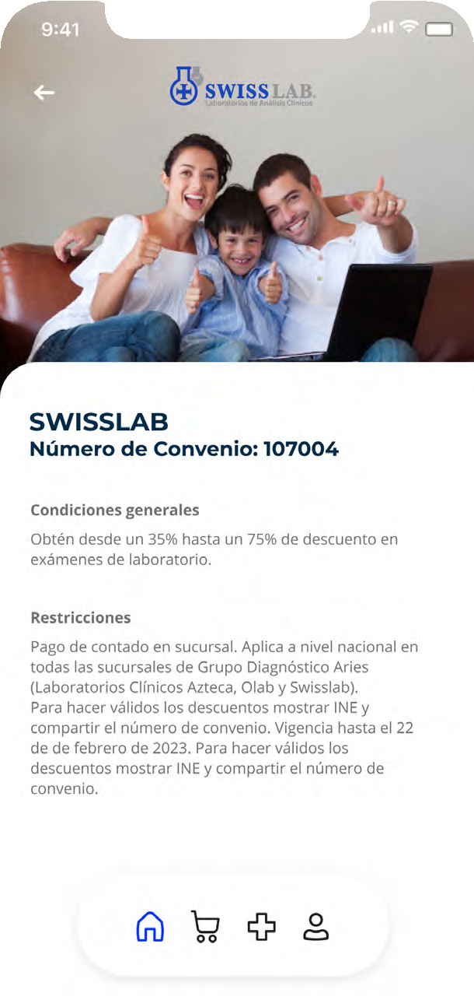 9:41
SWISS LAB.
Laboratorios de Análisis Clínicos
SWISSLAB
Número de Convenio: 107004
Condiciones generales
Obtén desde un 35% hasta un 75% de descuento en
exámenes de laboratorio.
Restricciones
Pago de contado en sucursal. Aplica a nivel nacional en
todas las sucursales de Grupo Diagnóstico Aries
(Laboratorios Clínicos Azteca, Olab y Swisslab).
Para hacer válidos los descuentos mostrar INE y
compartir el número de convenio. Vigencia hasta el 22
de de febrero de 2023. Para hacer válidos los
descuentos mostrar INE y compartir el número de
convenio.